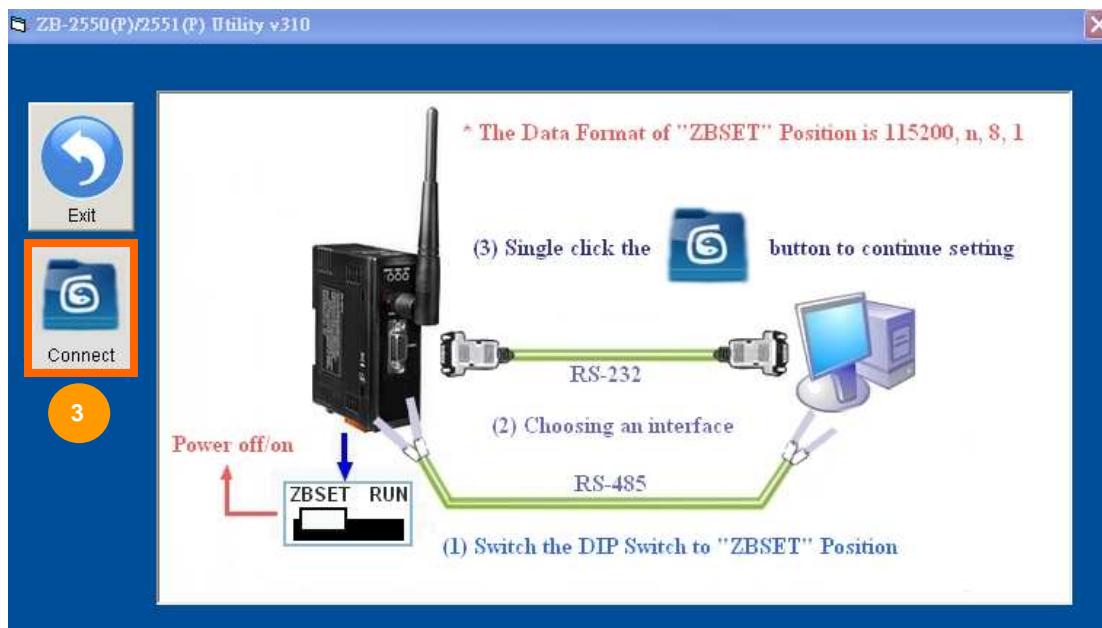 ZB-2550(P)/2551(P) Utility v310
Exit
Connect
3
* The Data Format of "ZBSET" Position is 115200, n, 8, 1
(3) Single click the button to continue setting
RS-232
(2) Choosing an interface
Power off/on
RS-485
ZBSET RUN
(1) Switch the DIP Switch to "ZBSET" Position